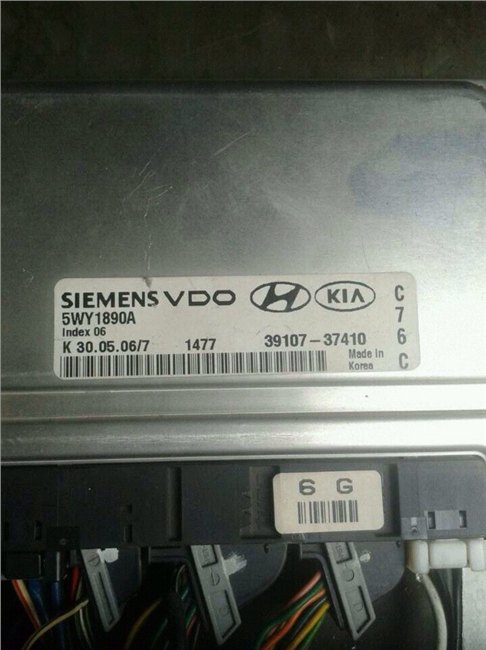 SIEMENS VDO H KIA
5WY1890A
Index 06
K 30.05.06/7 1477 39107-37410
Made in
Korea
C
7
6
C
6 G